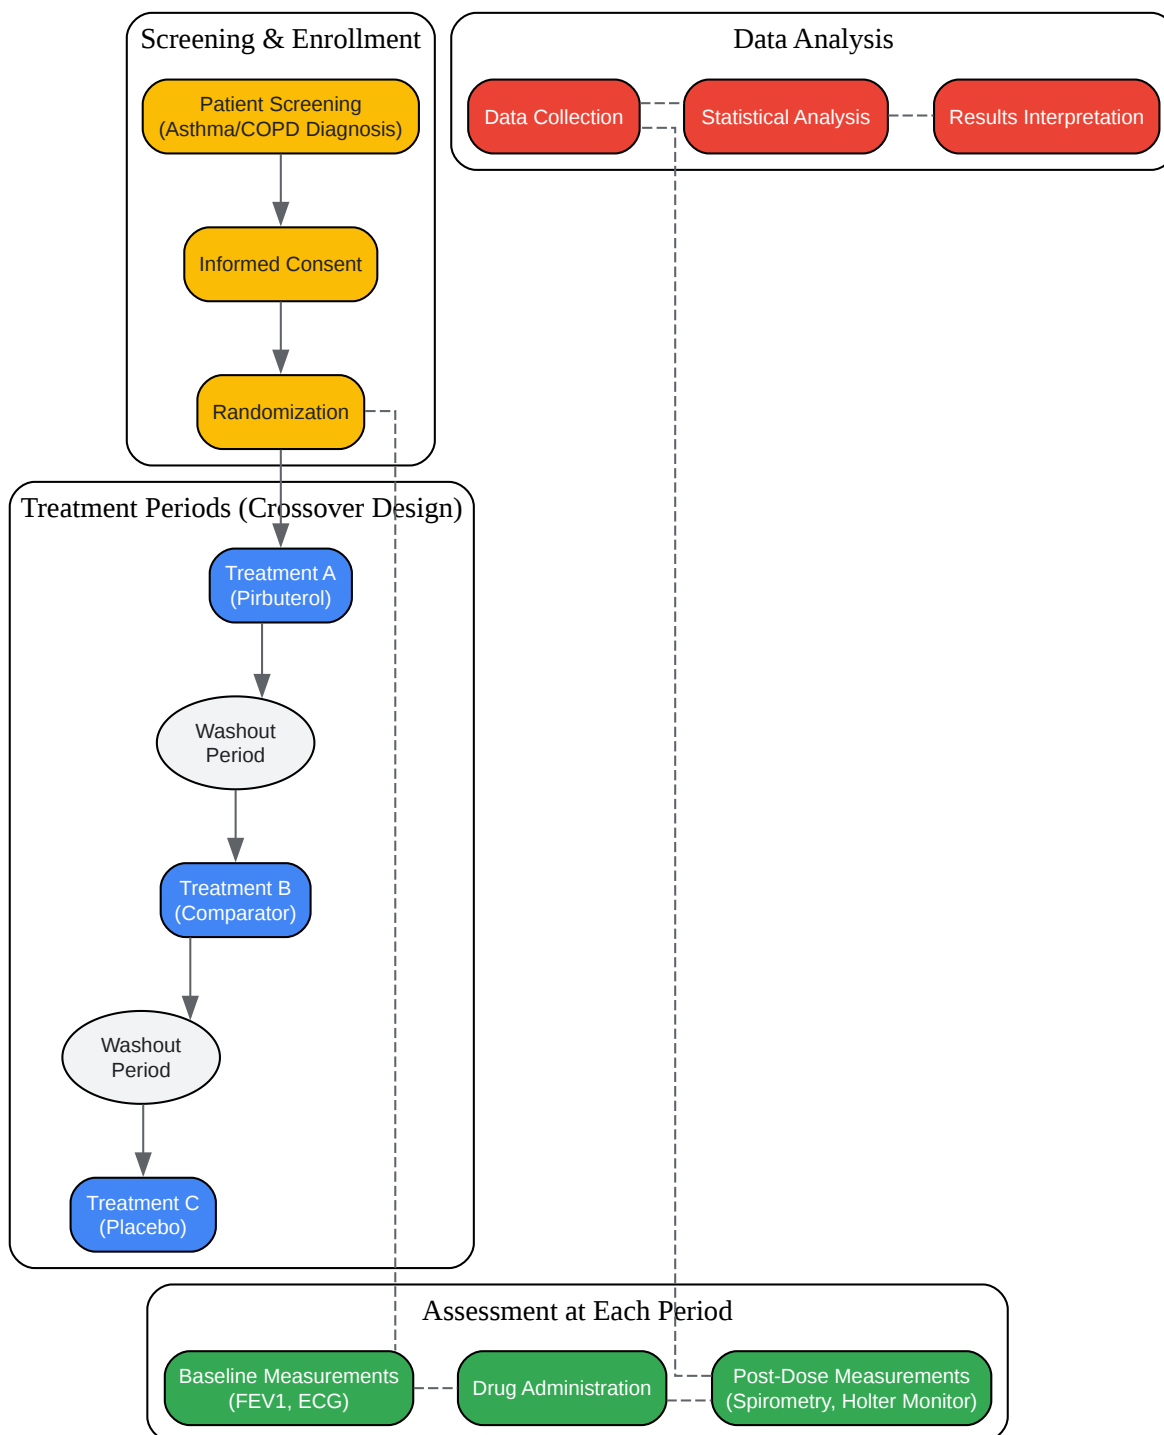 Screening & Enrollment
Patient Screening
(Asthma/COPD Diagnosis)
Informed Consent
Randomization
Data Analysis
Data Collection
Statistical Analysis
Results Interpretation
Treatment Periods (Crossover Design)
Treatment A
(Pirbuterol)
Washout
Period
Treatment B
(Comparator)
Washout
Period
Treatment C
(Placebo)
Assessment at Each Period
Baseline Measurements
(FEV1, ECG)
Drug Administration
Post-Dose Measurements
(Spirometry, Holter Monitor)